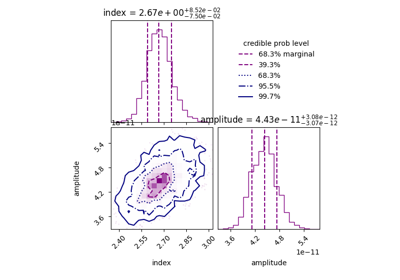 index = 2.67e+00+8.52e−02−7.50e−02
credible prob level
68.3% marginal
39.3%
68.3%
95.5%
99.7%
1e−11
amplitude = 4.43e−11+3.08e−12−3.07e−12
amplitude
5.4
4.8
4.2
3.6
2.40 2.55 2.70 2.85 3.00
3.6 4.2 4.8 5.4
1e−11
index
amplitude